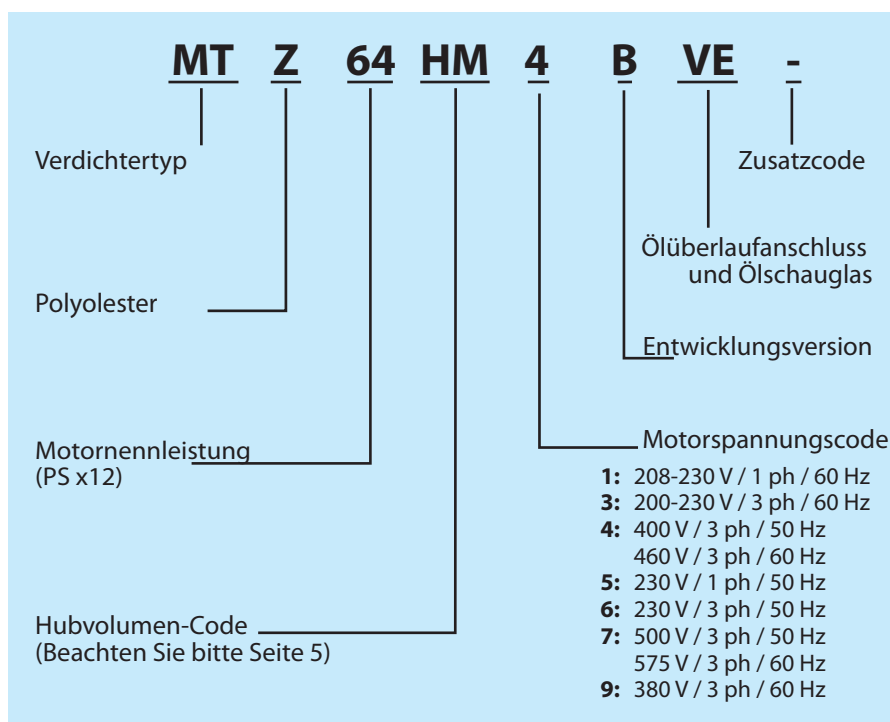 MT Z 64 HM 4 B VE -
Verdichtertyp
Zusatzcode
Ölüberlaufanschluss
und Ölschauglas
Polyolester
Entwicklungsversion
Motornennleistung
(PS x12)
Motorspannungscode
1: 208-230 V / 1 ph / 60 Hz
3: 200-230 V / 3 ph / 60 Hz
4: 400 V / 3 ph / 50 Hz
460 V / 3 ph / 60 Hz
5: 230 V / 1 ph / 50 Hz
6: 230 V / 3 ph / 50 Hz
7: 500 V / 3 ph / 50 Hz
575 V / 3 ph / 60 Hz
9: 380 V / 3 ph / 60 Hz
Hubvolumen-Code
(Beachten Sie bitte Seite 5)